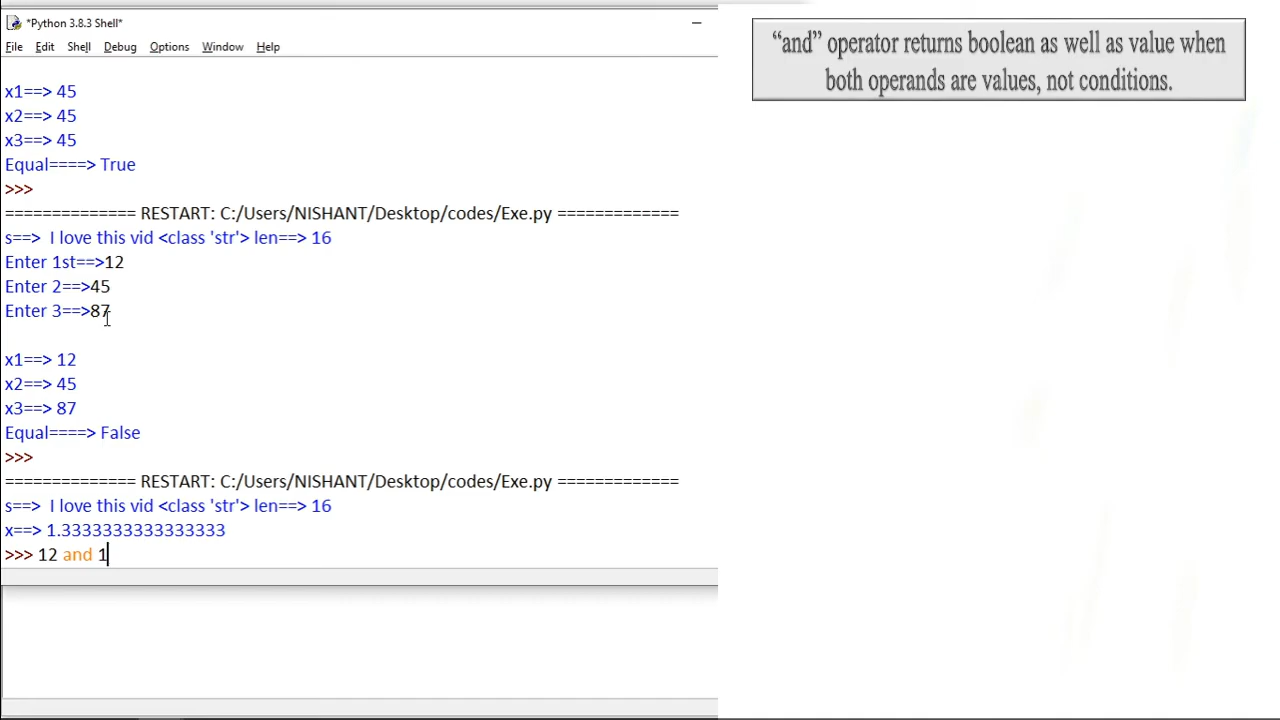 *Python 3.8.3 Shell*
File Edit Shell Debug Options Window Help
x1==> 45
x2==> 45
x3==> 45
Equal====> True
>>>
============== RESTART: C:/Users/NISHANT/Desktop/codes/Exe.py =============
s==>  I love this vid <class 'str'> len==> 16
Enter 1st==>12
Enter 2==>45
Enter 3==>87
x1==> 12
x2==> 45
x3==> 87
Equal====> False
>>>
============== RESTART: C:/Users/NISHANT/Desktop/codes/Exe.py =============
s==>  I love this vid <class 'str'> len==> 16
x==> 1.3333333333333333
>>> 12 and 1
“and” operator returns boolean as well as value when
both operands are values, not conditions.